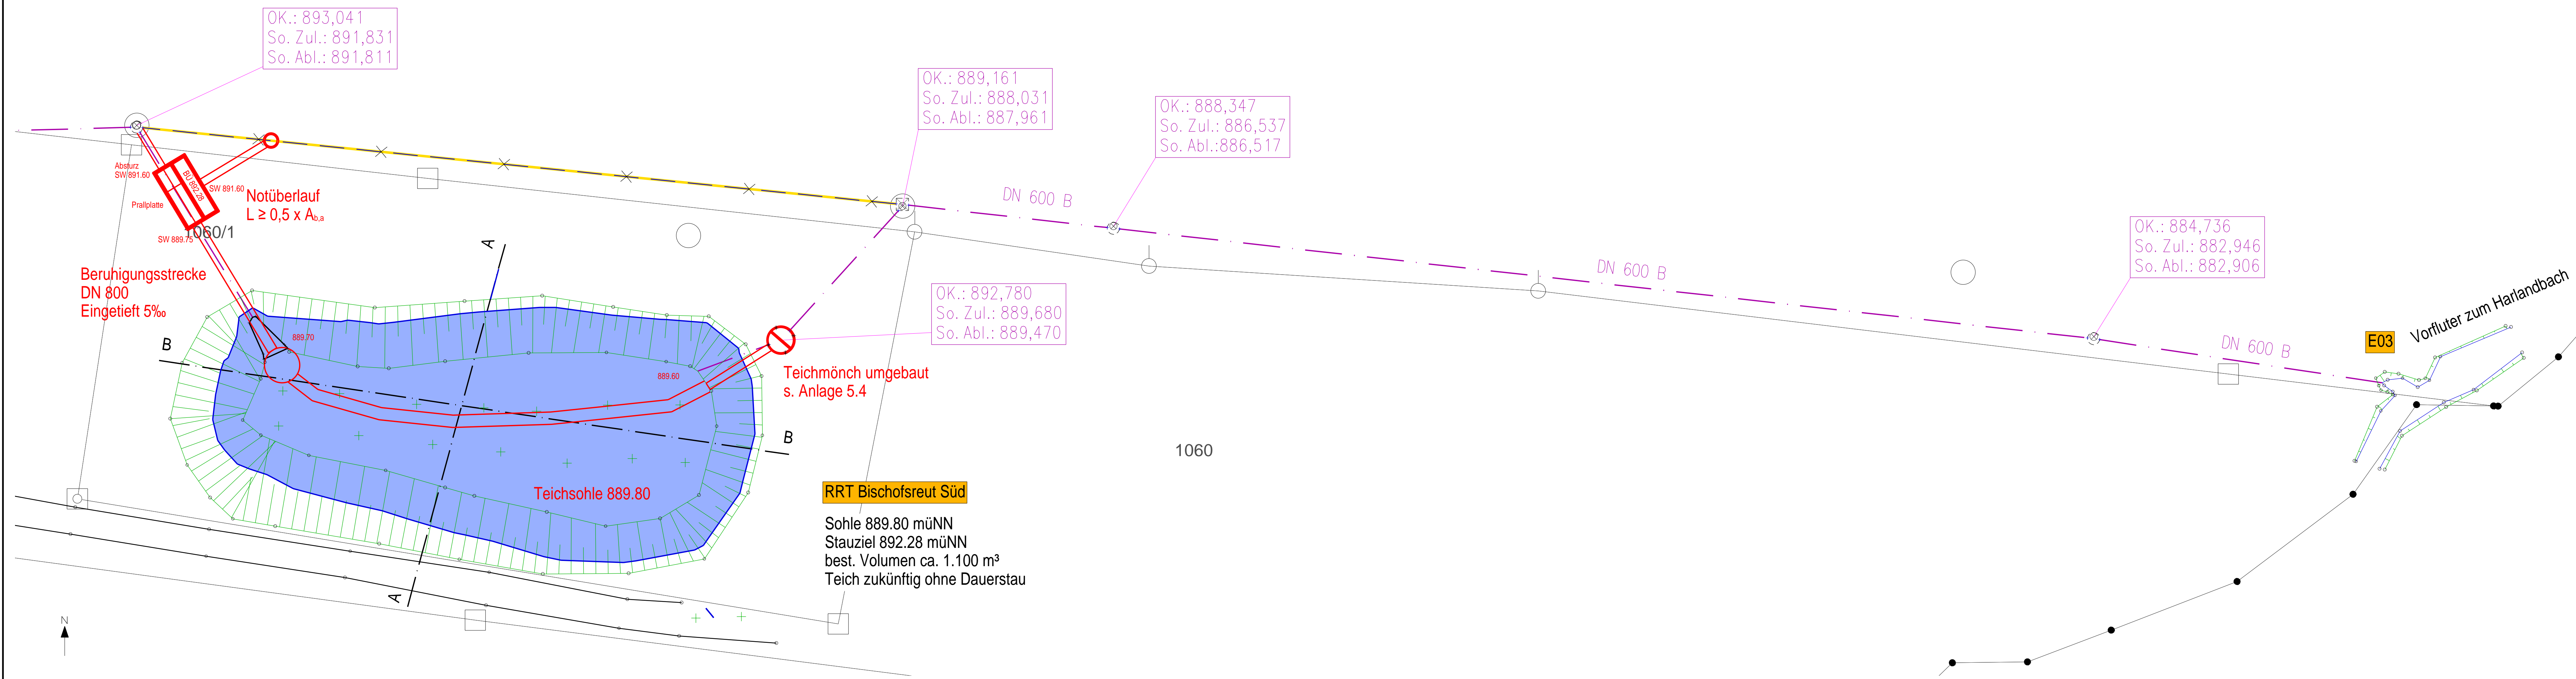 OK.: 893,041
So. Zul.: 891,831
So. Abl.: 891,811
OK.: 889,161
So. Zul.: 888,031
So. Abl.: 887,961
OK.: 888,347
So. Zul.: 886,537
So. Abl.:886,517
OK.: 884,736
So. Zul.: 882,946
So. Abl.: 882,906
OK.: 892,780
So. Zul.: 889,680
So. Abl.: 889,470
DN 600 B
DN 600 B
DN 600 B
Absturz
SW 891.60
BÜ 892.28
SW 891.60
Prallplatte
Notüberlauf
L ≥ 0,5 x Ab,a
SW 889.75
1060/1
Beruhigungsstrecke
DN 800
Eingetieft 5‰
A
B
889.70
889.60
Teichmönch umgebaut
s. Anlage 5.4
B
A
Teichsohle 889.80
1060
RRT Bischofsreut Süd
Sohle 889.80 müNN
Stauziel 892.28 müNN
best. Volumen ca. 1.100 m³
Teich zukünftig ohne Dauerstau
E03
Vorfluter zum Harlandbach
N